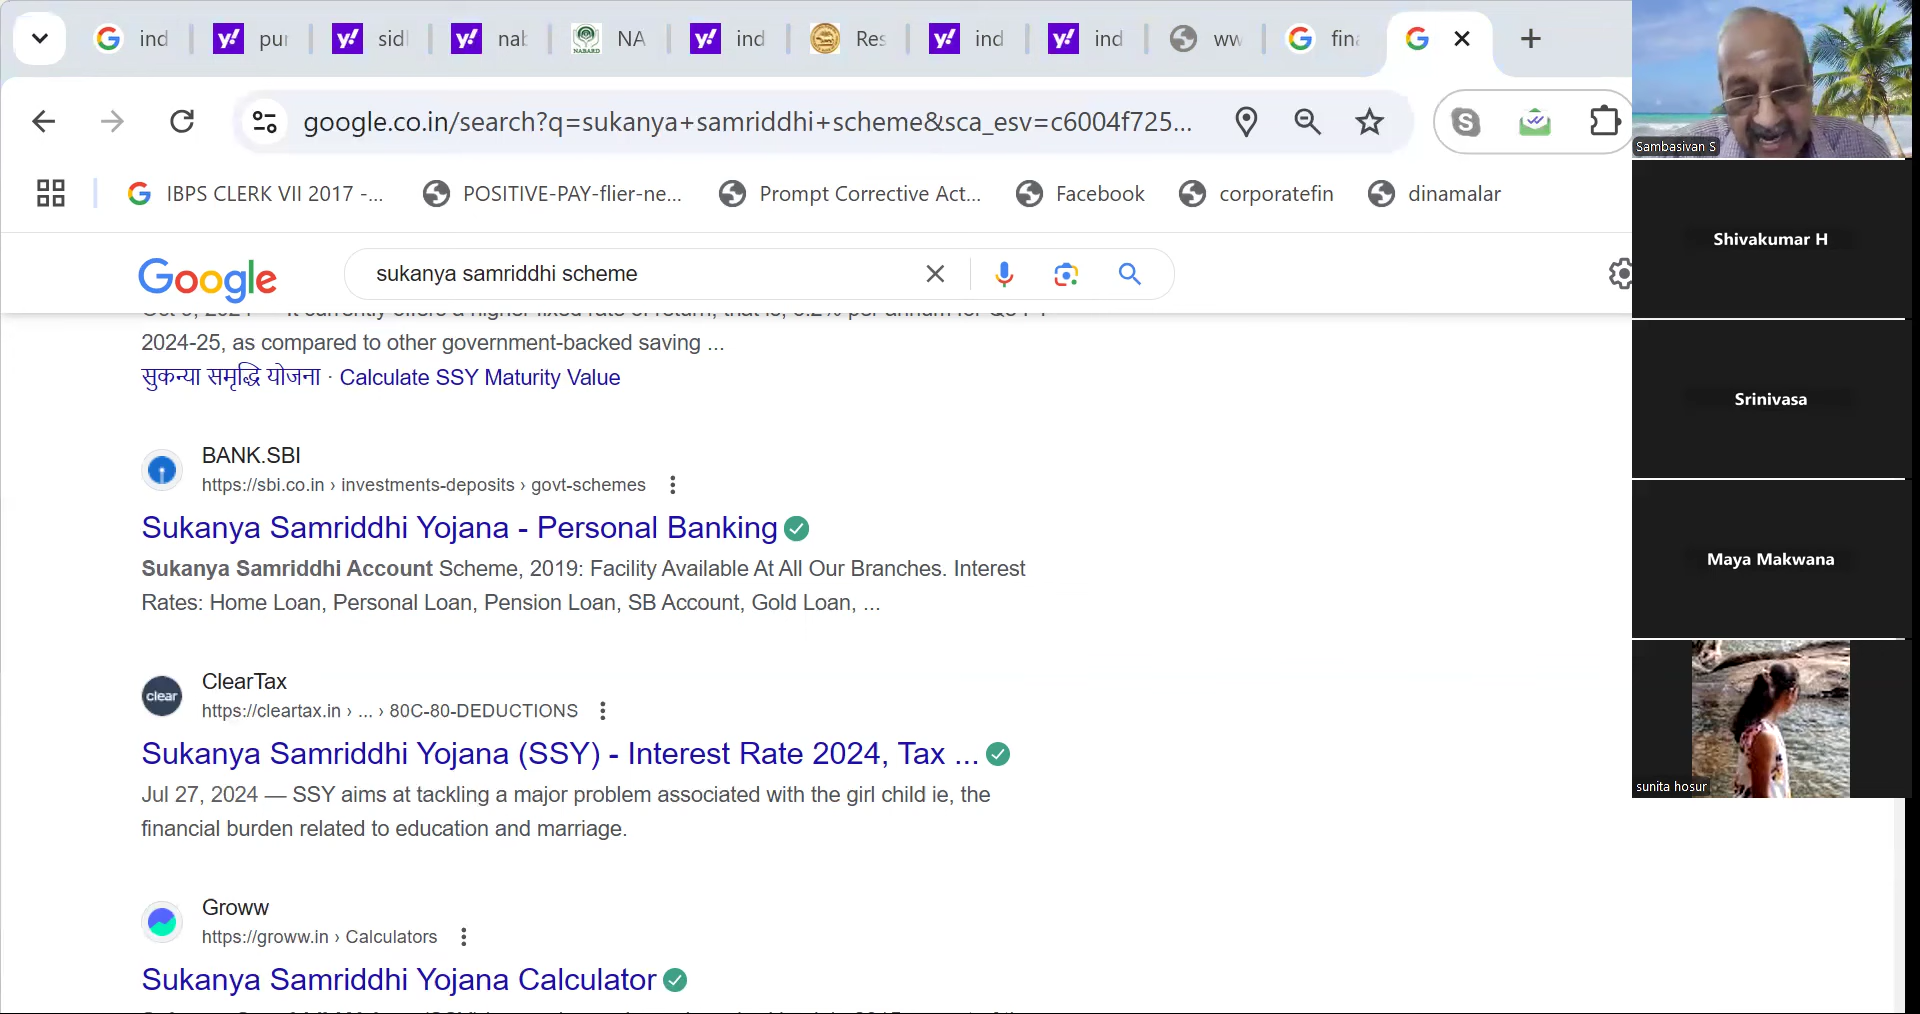 ind
pur
sidl
nat
NABARD
NA
ind
Res
ind
ind
ww
fina
google.co.in/search?q=sukanya+samriddhi+scheme&sca_esv=c6004f725...
IBPS CLERK VII 2017 -...
POSITIVE-PAY-flier-ne...
Prompt Corrective Act...
Facebook
corporatefin
dinamalar
Google
sukanya samriddhi scheme
2024-25, as compared to other government-backed saving ...
सुकन्या समृद्धि योजना · Calculate SSY Maturity Value
BANK.SBI
https://sbi.co.in › investments-deposits › govt-schemes
Sukanya Samriddhi Yojana - Personal Banking
Sukanya Samriddhi Account Scheme, 2019: Facility Available At All Our Branches. Interest
Rates: Home Loan, Personal Loan, Pension Loan, SB Account, Gold Loan, ...
clear
ClearTax
https://cleartax.in › ... › 80C-80-DEDUCTIONS
Sukanya Samriddhi Yojana (SSY) - Interest Rate 2024, Tax ...
Jul 27, 2024 — SSY aims at tackling a major problem associated with the girl child ie, the
financial burden related to education and marriage.
Groww
https://groww.in › Calculators
Sukanya Samriddhi Yojana Calculator
Sambasivan S
Shivakumar H
Srinivasa
Maya Makwana
sunita hosur